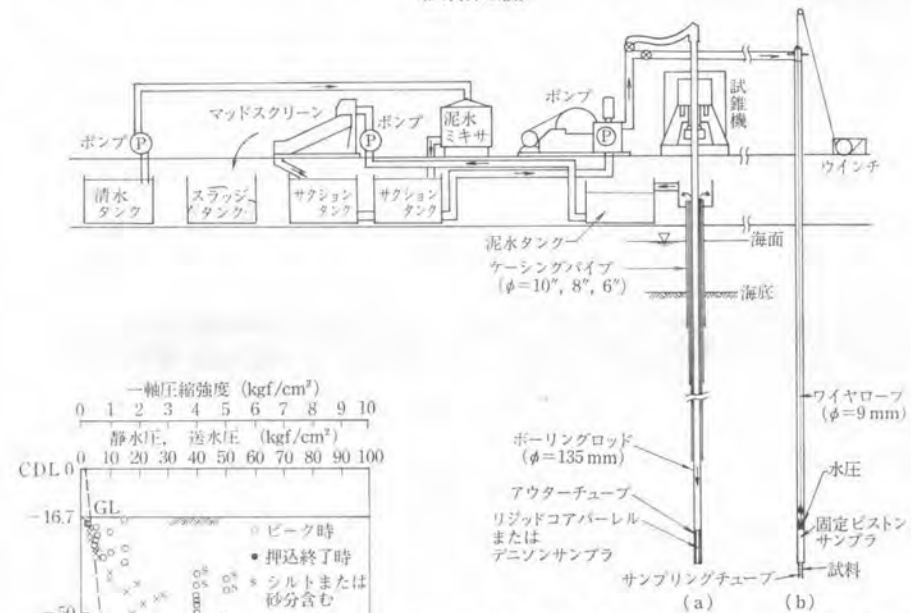 ポンプ
マッドスクリーン
ポンプ
泥水
ミキサ
ポンプ
試錐機
ウインチ
P
P
P
清水
タンク
スラッジ
タンク
サクション
タンク
サクション
タンク
泥水タンク
海面
ケーシングパイプ
(φ=10″, 8″, 6″)
海底
ワイヤロープ
(φ=9mm)
ボーリングロッド
(φ=135mm)
水圧
アウターチューブ
リジッドコアバーレル
または
デニソンサンプラ
固定ピストン
サンプラ
サンプリングチューブ
試料
(a)
(b)
一軸圧縮強度 (kgf/cm²)
0 1 2 3 4 5 6 7 8 9 10
静水圧, 送水圧 (kgf/cm²)
0 10 20 30 40 50 60 70 80 90 100
CDL 0
GL
-16.7
○ ピーク時
● 押込終了時
s シルトまたは
砂分含む
-50